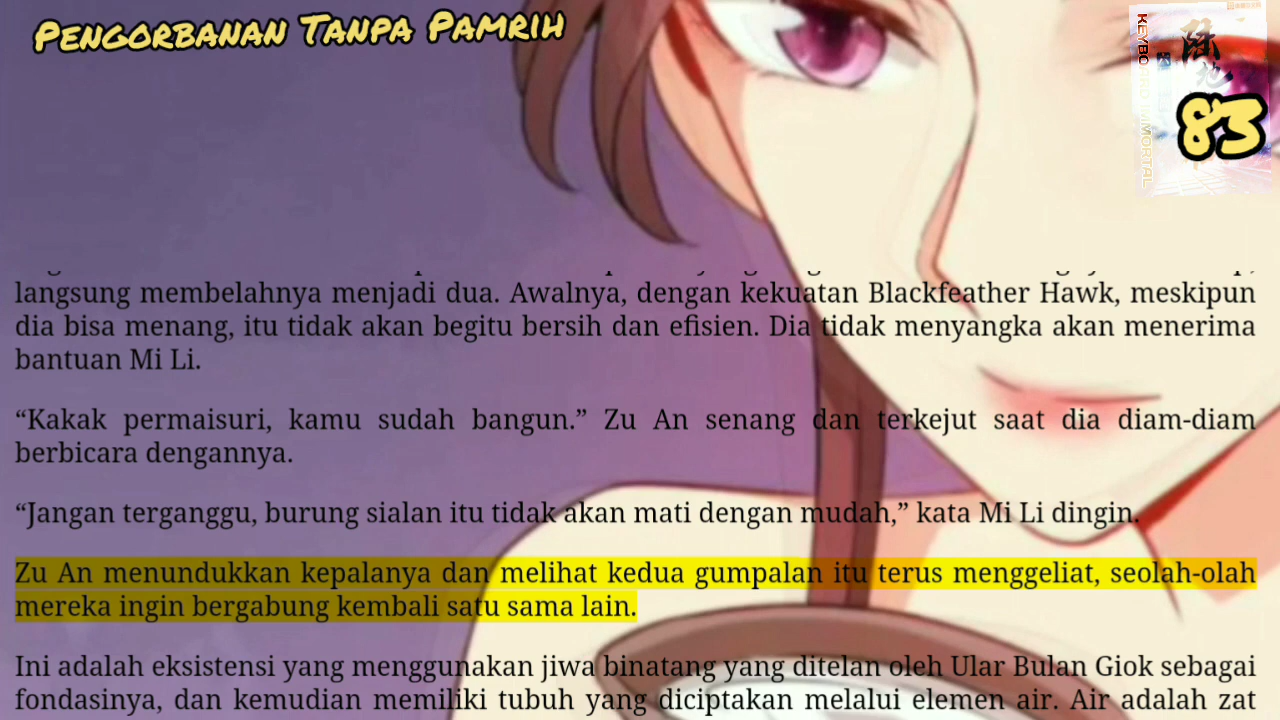 Pengorbanan Tanpa Pamrih
KEYBOARD IMMORTAL
83
langsung membelahnya menjadi dua. Awalnya, dengan kekuatan Blackfeather Hawk, meskipun
dia bisa menang, itu tidak akan begitu bersih dan efisien. Dia tidak menyangka akan menerima
bantuan Mi Li.
“Kakak permaisuri, kamu sudah bangun.” Zu An senang dan terkejut saat dia diam-diam
berbicara dengannya.
“Jangan terganggu, burung sialan itu tidak akan mati dengan mudah,” kata Mi Li dingin.
Zu An menundukkan kepalanya dan melihat kedua gumpalan itu terus menggeliat, seolah-olah
mereka ingin bergabung kembali satu sama lain.
Ini adalah eksistensi yang menggunakan jiwa binatang yang ditelan oleh Ular Bulan Giok sebagai
fondasinya, dan kemudian memiliki tubuh yang diciptakan melalui elemen air. Air adalah zat